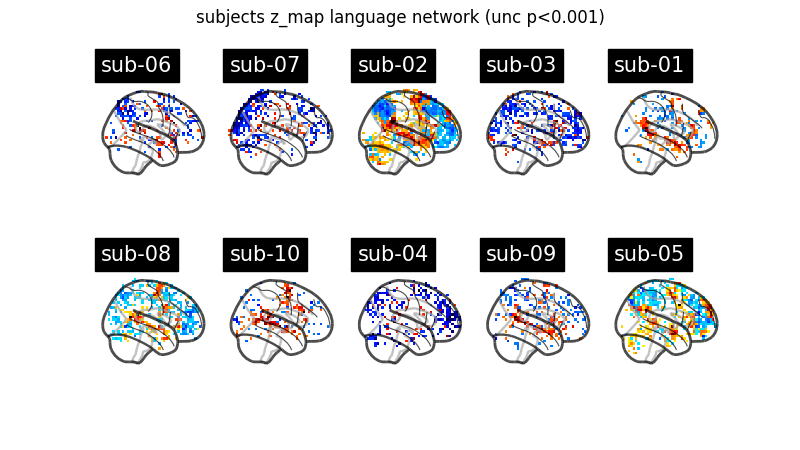 subjects z_map language network (unc p<0.001)
sub-06
sub-07
sub-02
sub-03
sub-01
sub-08
sub-10
sub-04
sub-09
sub-05